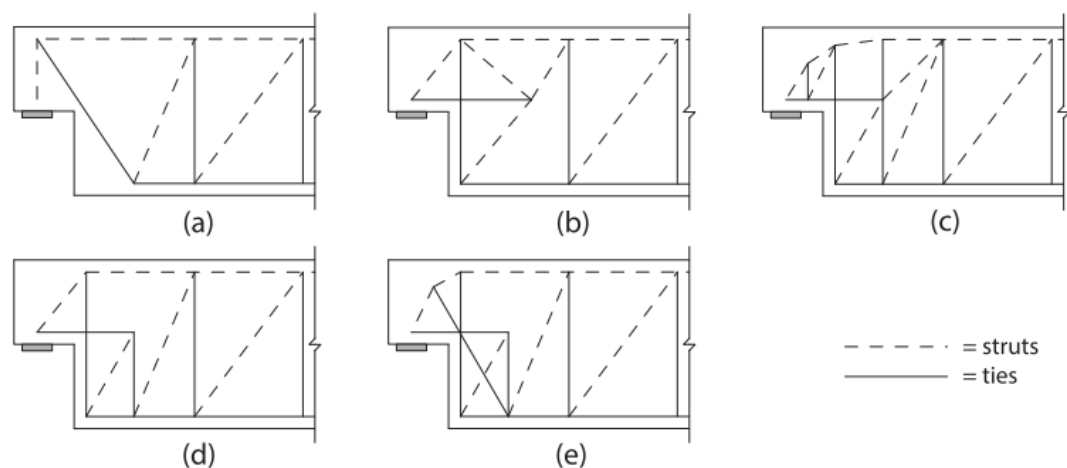 (a)
(b)
(c)
(d)
(e)
= struts
= ties